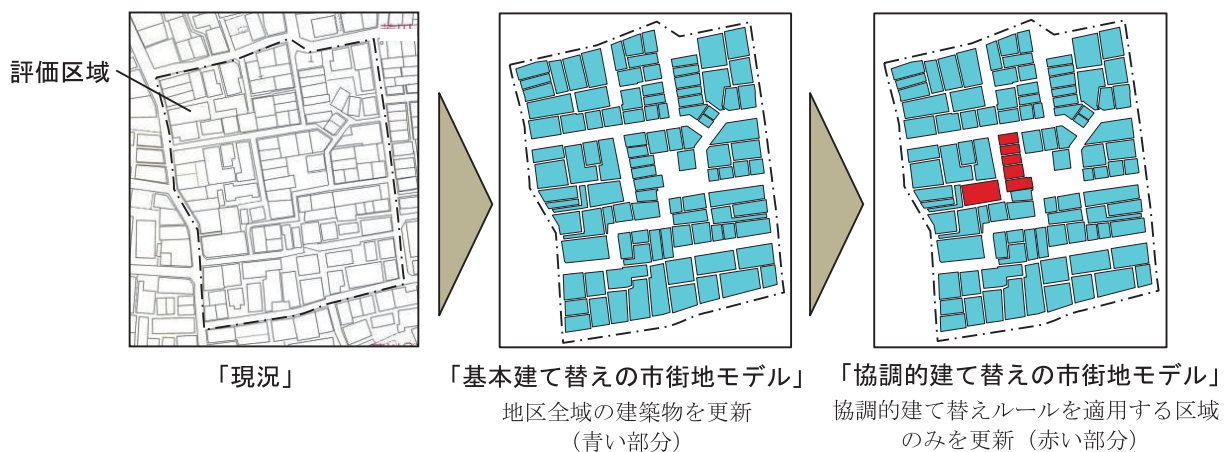 評価区域
「現況」
「基本建て替えの市街地モデル」
地区全域の建築物を更新
（青い部分）
「協調的建て替えの市街地モデル」
協調的建て替えルールを適用する区域
のみを更新（赤い部分）